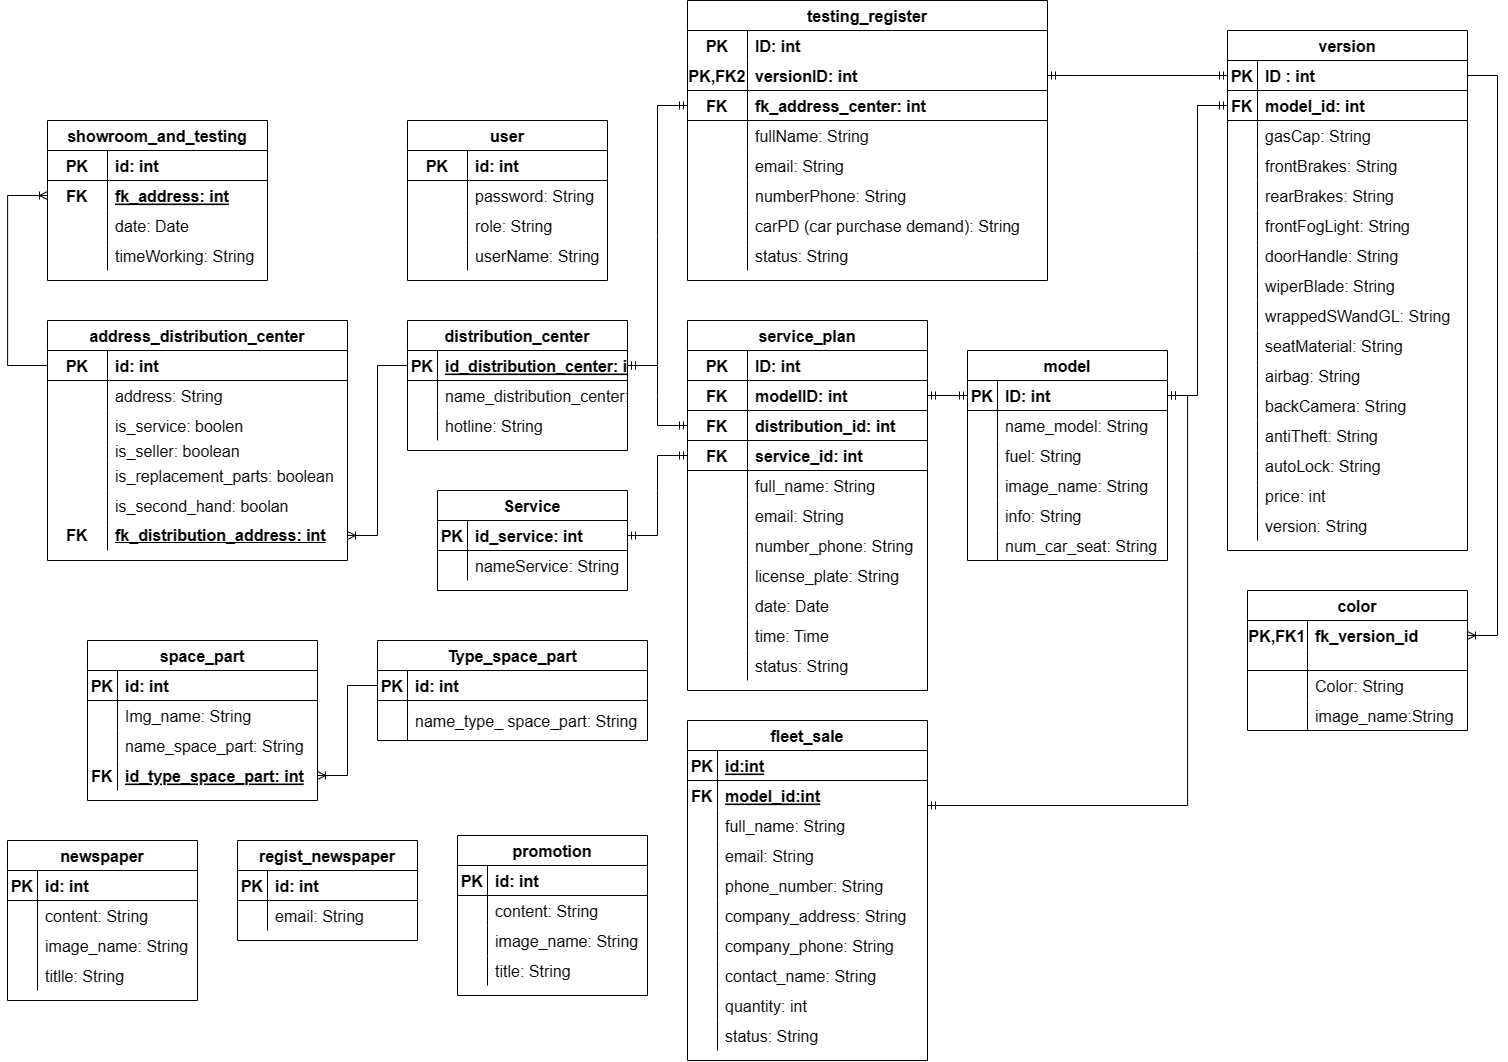 testing_register
PK ID: int
PK,FK2 versionID: int
FK fk_address_center: int
fullName: String
email: String
numberPhone: String
carPD (car purchase demand): String
status: String
version
PK ID : int
FK model_id: int
gasCap: String
frontBrakes: String
rearBrakes: String
frontFogLight: String
doorHandle: String
wiperBlade: String
wrappedSWandGL: String
seatMaterial: String
airbag: String
backCamera: String
antiTheft: String
autoLock: String
price: int
version: String
showroom_and_testing
PK id: int
FK fk_address: int
date: Date
timeWorking: String
user
PK id: int
password: String
role: String
userName: String
address_distribution_center
PK id: int
address: String
is_service: boolen
is_seller: boolean
is_replacement_parts: boolean
is_second_hand: boolan
FK fk_distribution_address: int
distribution_center
PK id_distribution_center: i
name_distribution_center:
hotline: String
service_plan
PK ID: int
FK modelID: int
FK distribution_id: int
FK service_id: int
full_name: String
email: String
number_phone: String
license_plate: String
date: Date
time: Time
status: String
model
PK ID: int
name_model: String
fuel: String
image_name: String
info: String
num_car_seat: String
Service
PK id_service: int
nameService: String
color
PK,FK1 fk_version_id
Color: String
image_name:String
space_part
PK id: int
Img_name: String
name_space_part: String
FK id_type_space_part: int
Type_space_part
PK id: int
name_type_ space_part: String
fleet_sale
PK id:int
FK model_id:int
full_name: String
email: String
phone_number: String
company_address: String
company_phone: String
contact_name: String
quantity: int
status: String
newspaper
PK id: int
content: String
image_name: String
titlle: String
regist_newspaper
PK id: int
email: String
promotion
PK id: int
content: String
image_name: String
title: String